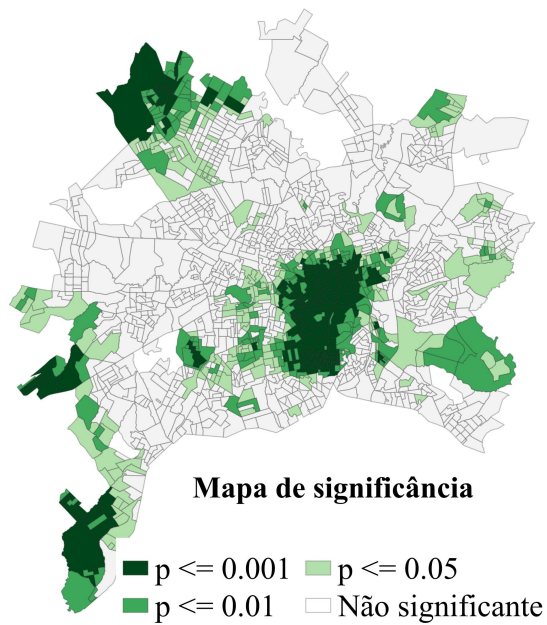 Mapa de significância
p <= 0.001
p <= 0.05
p <= 0.01
Não significante